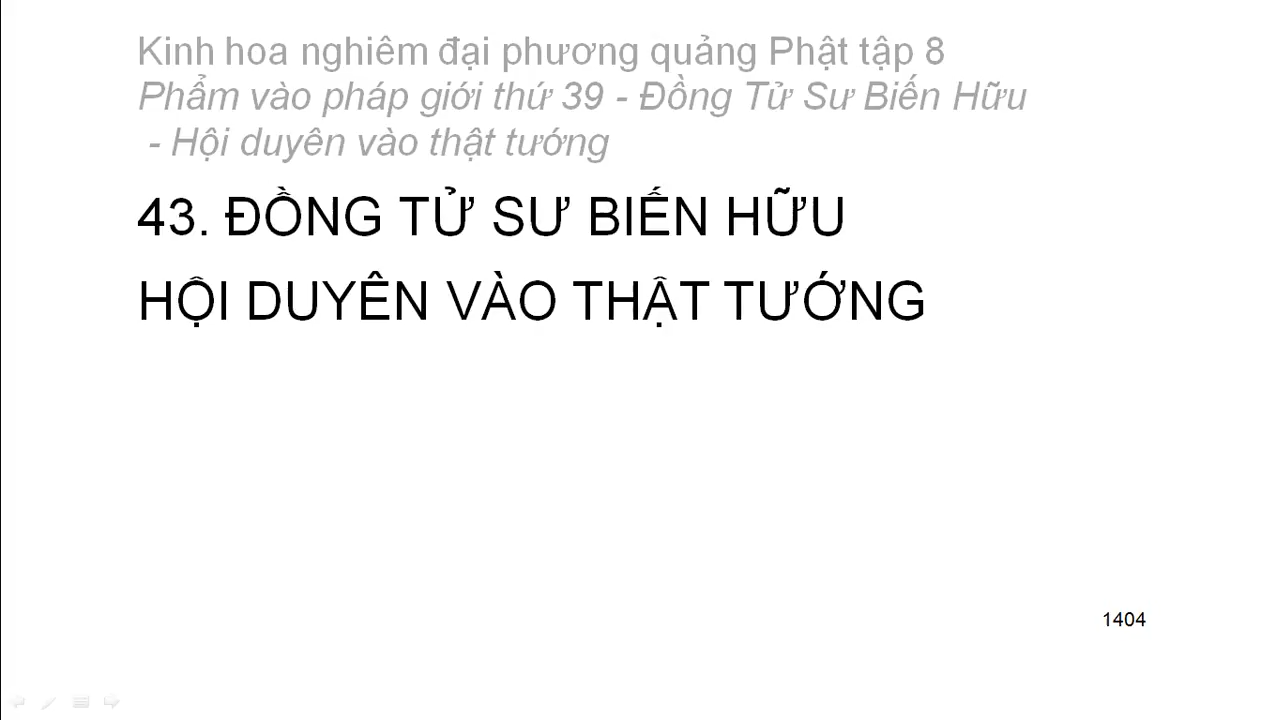 Kinh hoa nghiêm đại phương quảng Phật tập 8
Phẩm vào pháp giới thứ 39 - Đồng Tử Sư Biến Hữu
- Hội duyên vào thật tướng
43. ĐỒNG TỬ SƯ BIẾN HỮU
HỘI DUYÊN VÀO THẬT TƯỚNG
1404